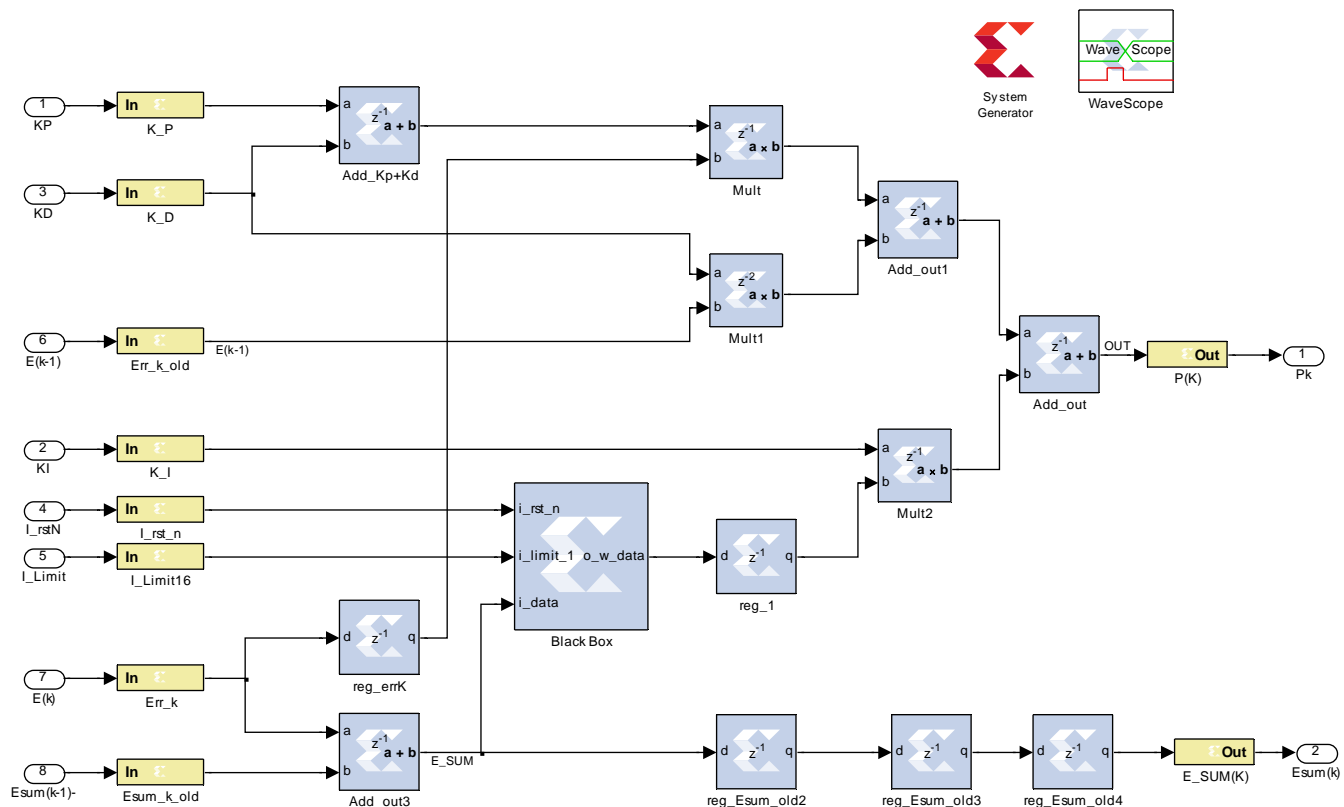 Wave Scope
System
Generator
WaveScope
1
KP
In
K_P
a
b
z-1
a + b
Add_Kp+Kd
z-1
a
b
a × b
Mult
3
KD
In
K_D
z-1
a
b
a + b
Add_out1
z-2
a
b
a × b
Mult1
6
E(k-1)
In
Err_k_old
E(k-1)
z-1
a
b
a + b
Add_out
OUT
Out
P(K)
1
Pk
2
KI
In
K_I
z-1
a
b
a × b
Mult2
4
I_rstN
In
I_rst_n
5
I_Limit
In
I_Limit16
i_rst_n
i_limit_1 o_w_data
i_data
Black Box
d z-1 q
reg_1
d z-1 q
reg_errK
7
E(k)
In
Err_k
8
Esum(k-1)-
In
Esum_k_old
z-1
a
b
a + b
Add_out3
E_SUM
d z-1 q
reg_Esum_old2
d z-1 q
reg_Esum_old3
d z-1 q
reg_Esum_old4
Out
E_SUM(K)
2
Esum(k)